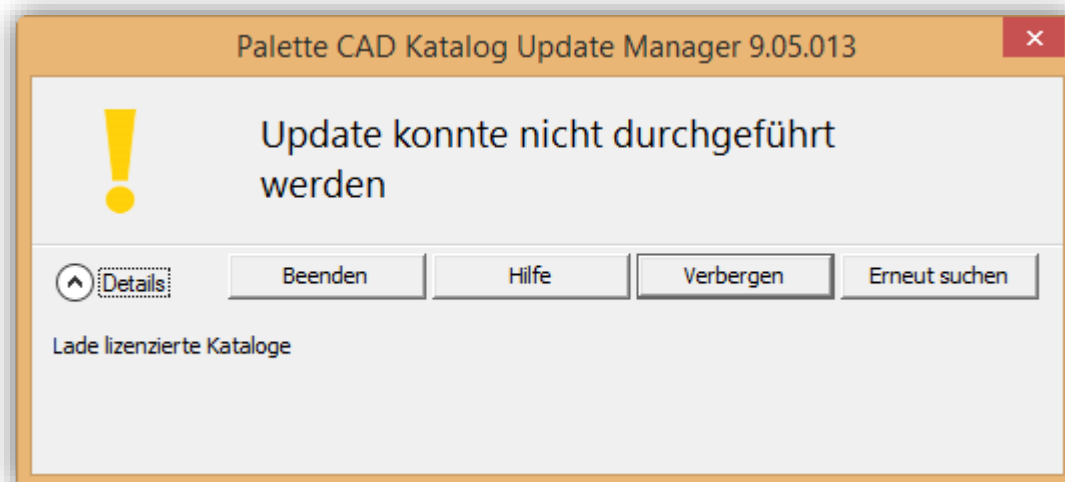 Palette CAD Katalog Update Manager 9.05.013
Update konnte nicht durchgeführt
werden
Details Beenden Hilfe Verbergen Erneut suchen
Lade lizenzierte Kataloge